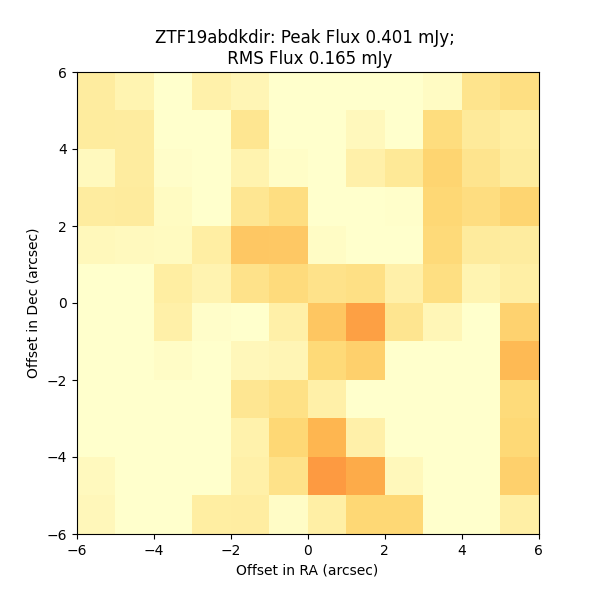 ZTF19abdkdir: Peak Flux 0.401 mJy;
RMS Flux 0.165 mJy
6
4
2
0
−2
−4
−6
Offset in Dec (arcsec)
−6 −4 −2 0 2 4 6
Offset in RA (arcsec)